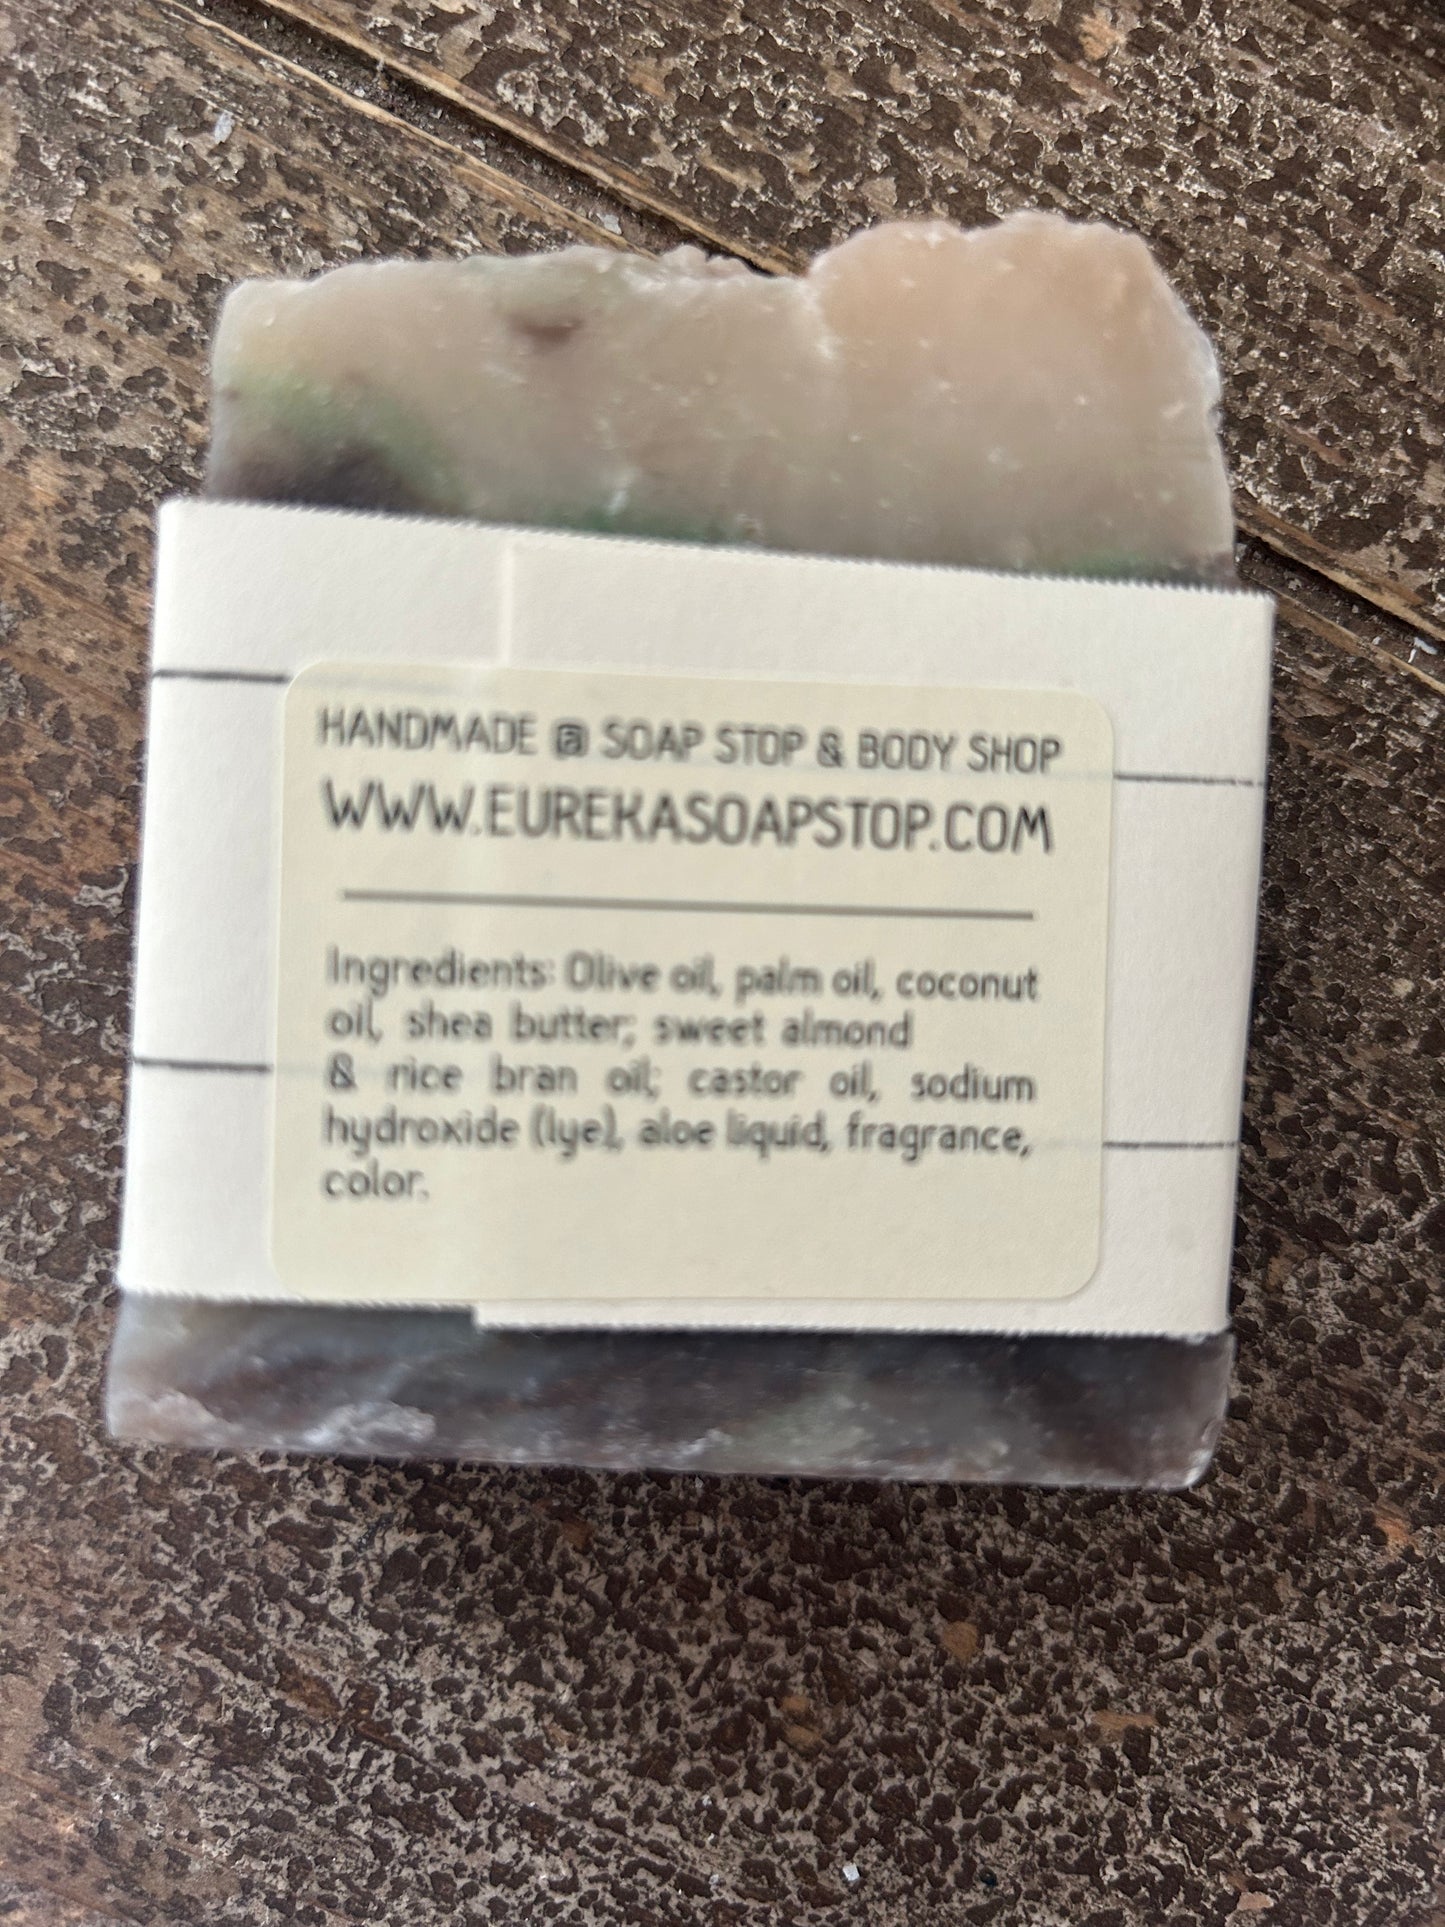 HANDMADE @ SOAP STOP & BODY SHOP
WWW.EUREKASOAPSTOP.COM
Ingredients: Olive oil, palm oil, coconut
oil, shea butter, sweet almond
& rice bran oil, castor oil, sodium
hydroxide (lye), aloe liquid, fragrance,
color.